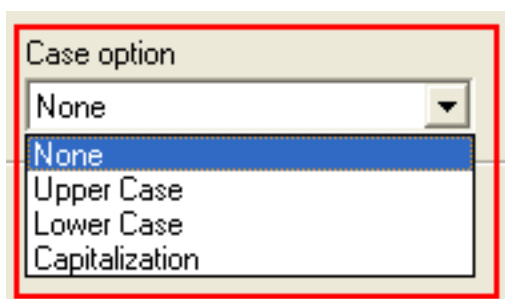 Case option
None
None
Upper Case
Lower Case
Capitalization